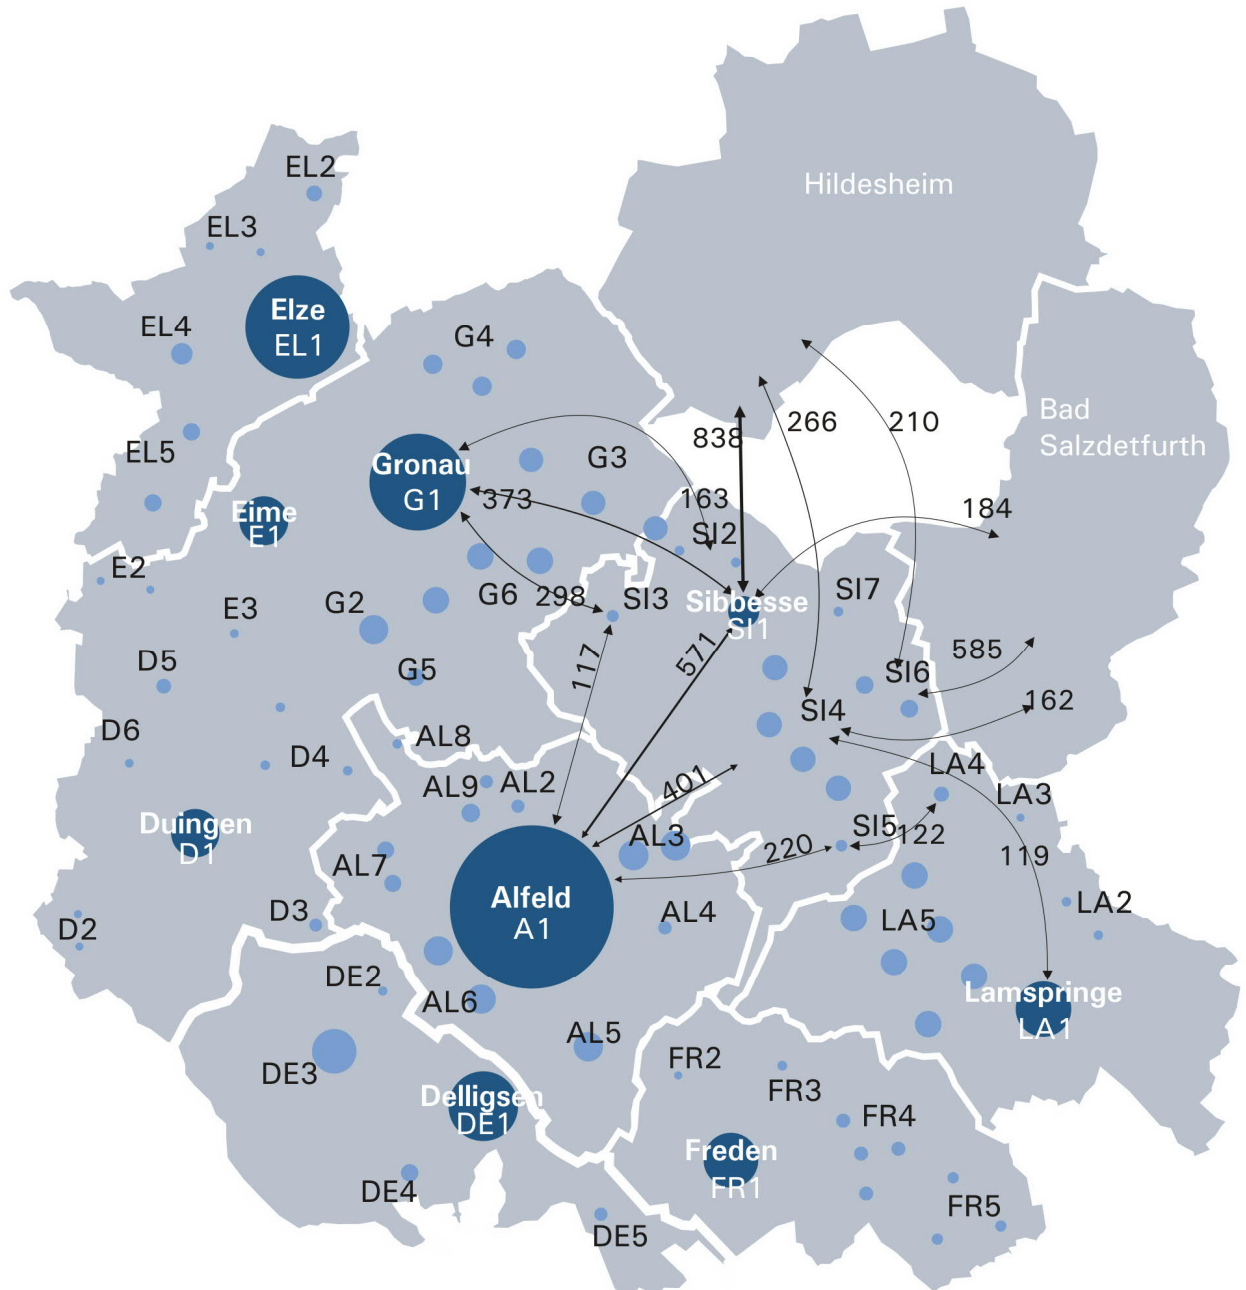 EL2
Hildesheim
EL3
Elze
EL1
EL4
G4
Bad
Salzdetfurth
266
210
838
EL5
Gronau
G1
G3
373
163
184
Eime
E1
SI2
E2
G2
G6
298
SI3
Sibbesse
SI1
SI7
E3
117
571
585
D5
G5
SI6
162
D6
SI4
AL8
D4
AL9
AL2
401
LA4
LA3
Duingen
D1
AL3
SI5
122
220
119
AL7
Alfeld
A1
D3
AL4
LA5
LA2
D2
DE2
AL6
Lamspringe
LA1
AL5
DE3
FR2
FR3
Delligsen
DE1
FR4
Freden
FR1
DE4
FR5
DE5